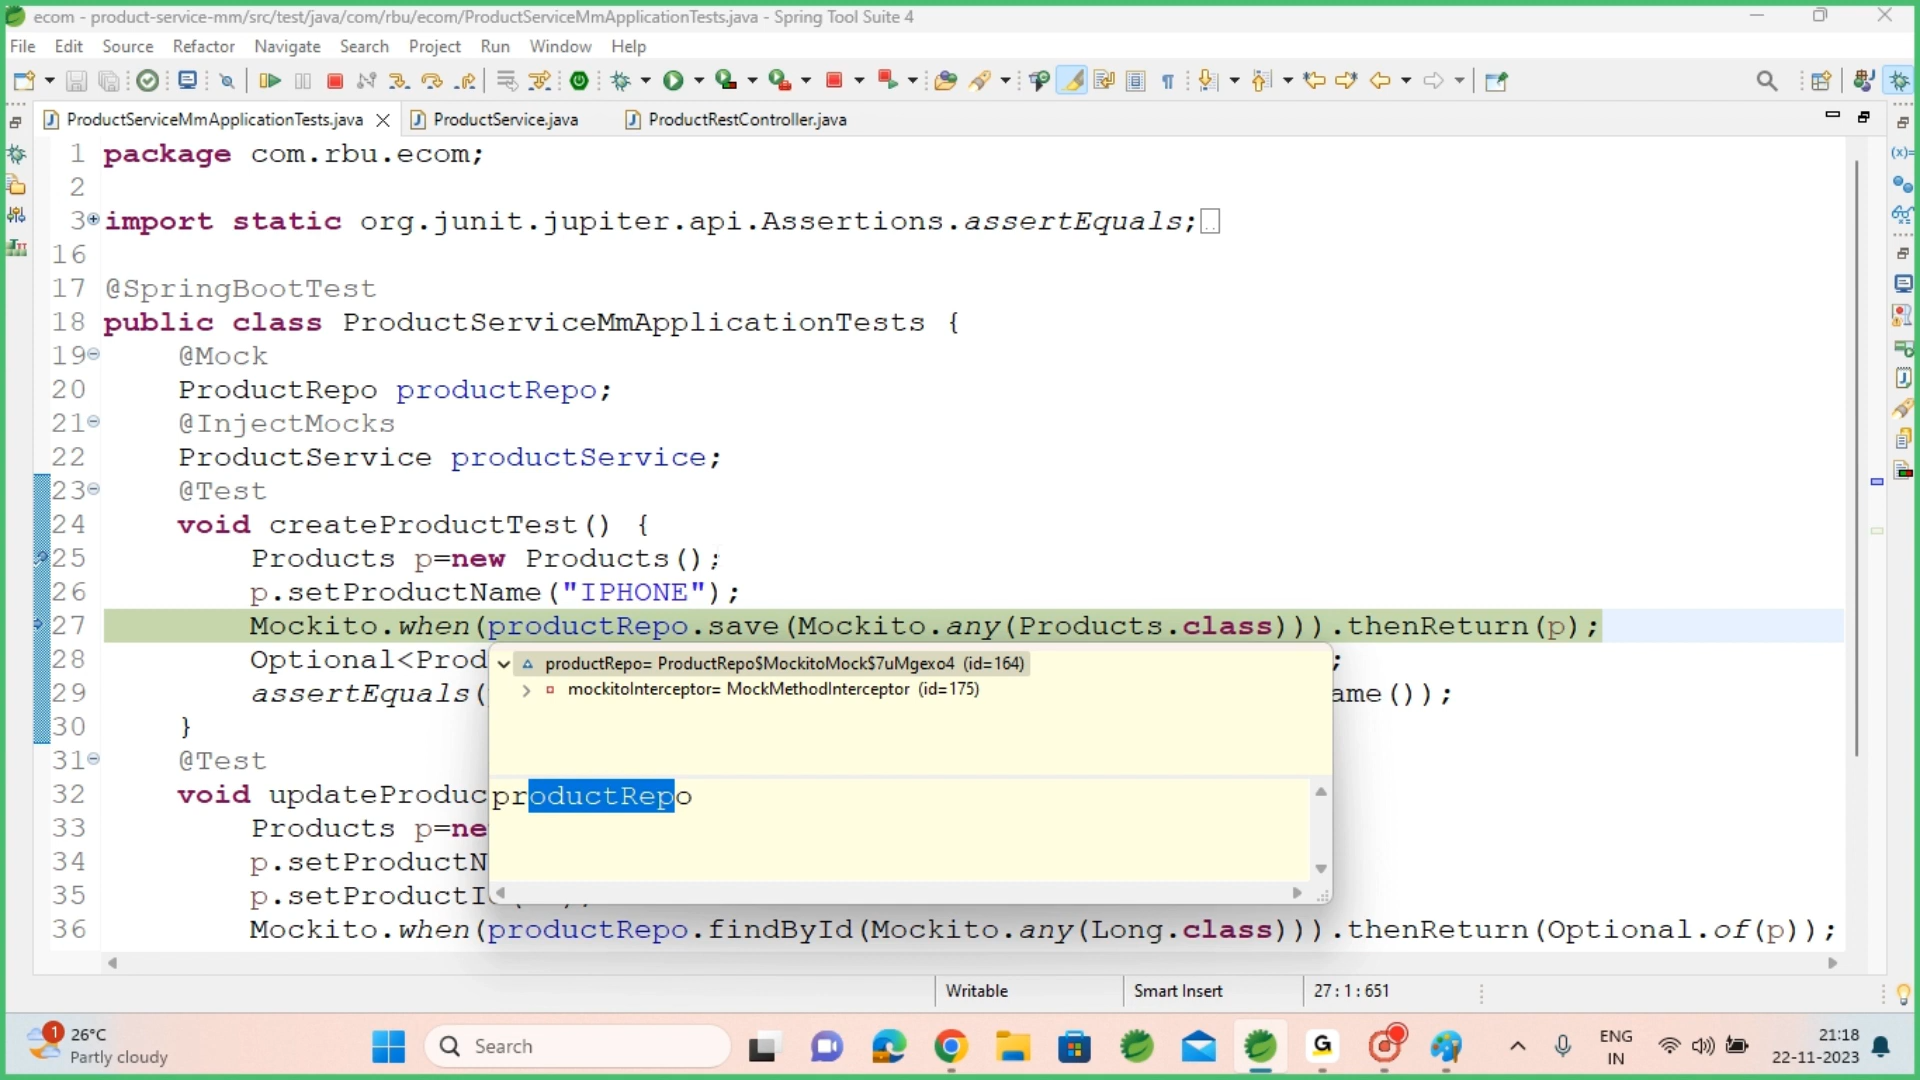 ecom - product-service-mm/src/test/java/com/rbu/ecom/ProductServiceMmApplicationTests.java - Spring Tool Suite 4
File Edit Source Refactor Navigate Search Project Run Window Help
ProductServiceMmApplicationTests.java ProductService.java ProductRestController.java
1 package com.rbu.ecom;
2
3 import static org.junit.jupiter.api.Assertions.assertEquals;
16
17 @SpringBootTest
18 public class ProductServiceMmApplicationTests {
19 @Mock
20 ProductRepo productRepo;
21 @InjectMocks
22 ProductService productService;
23 @Test
24 void createProductTest() {
25 Products p=new Products();
26 p.setProductName("IPHONE");
27 Mockito.when(productRepo.save(Mockito.any(Products.class))).thenReturn(p);
28 Optional<Prod ;
29 assertEquals( ame());
30 }
31 @Test
32 void updateProduc
33 Products p=ne
34 p.setProductN
35 p.setProductI
36 Mockito.when(productRepo.findById(Mockito.any(Long.class))).thenReturn(Optional.of(p));
productRepo= ProductRepo$MockitoMock$7uMgexo4 (id=164)
mockitoInterceptor= MockMethodInterceptor (id=175)
productRepo
Writable Smart Insert 27 : 1 : 651
1 26°C
Partly cloudy
Search
ENG
IN
21:18
22-11-2023